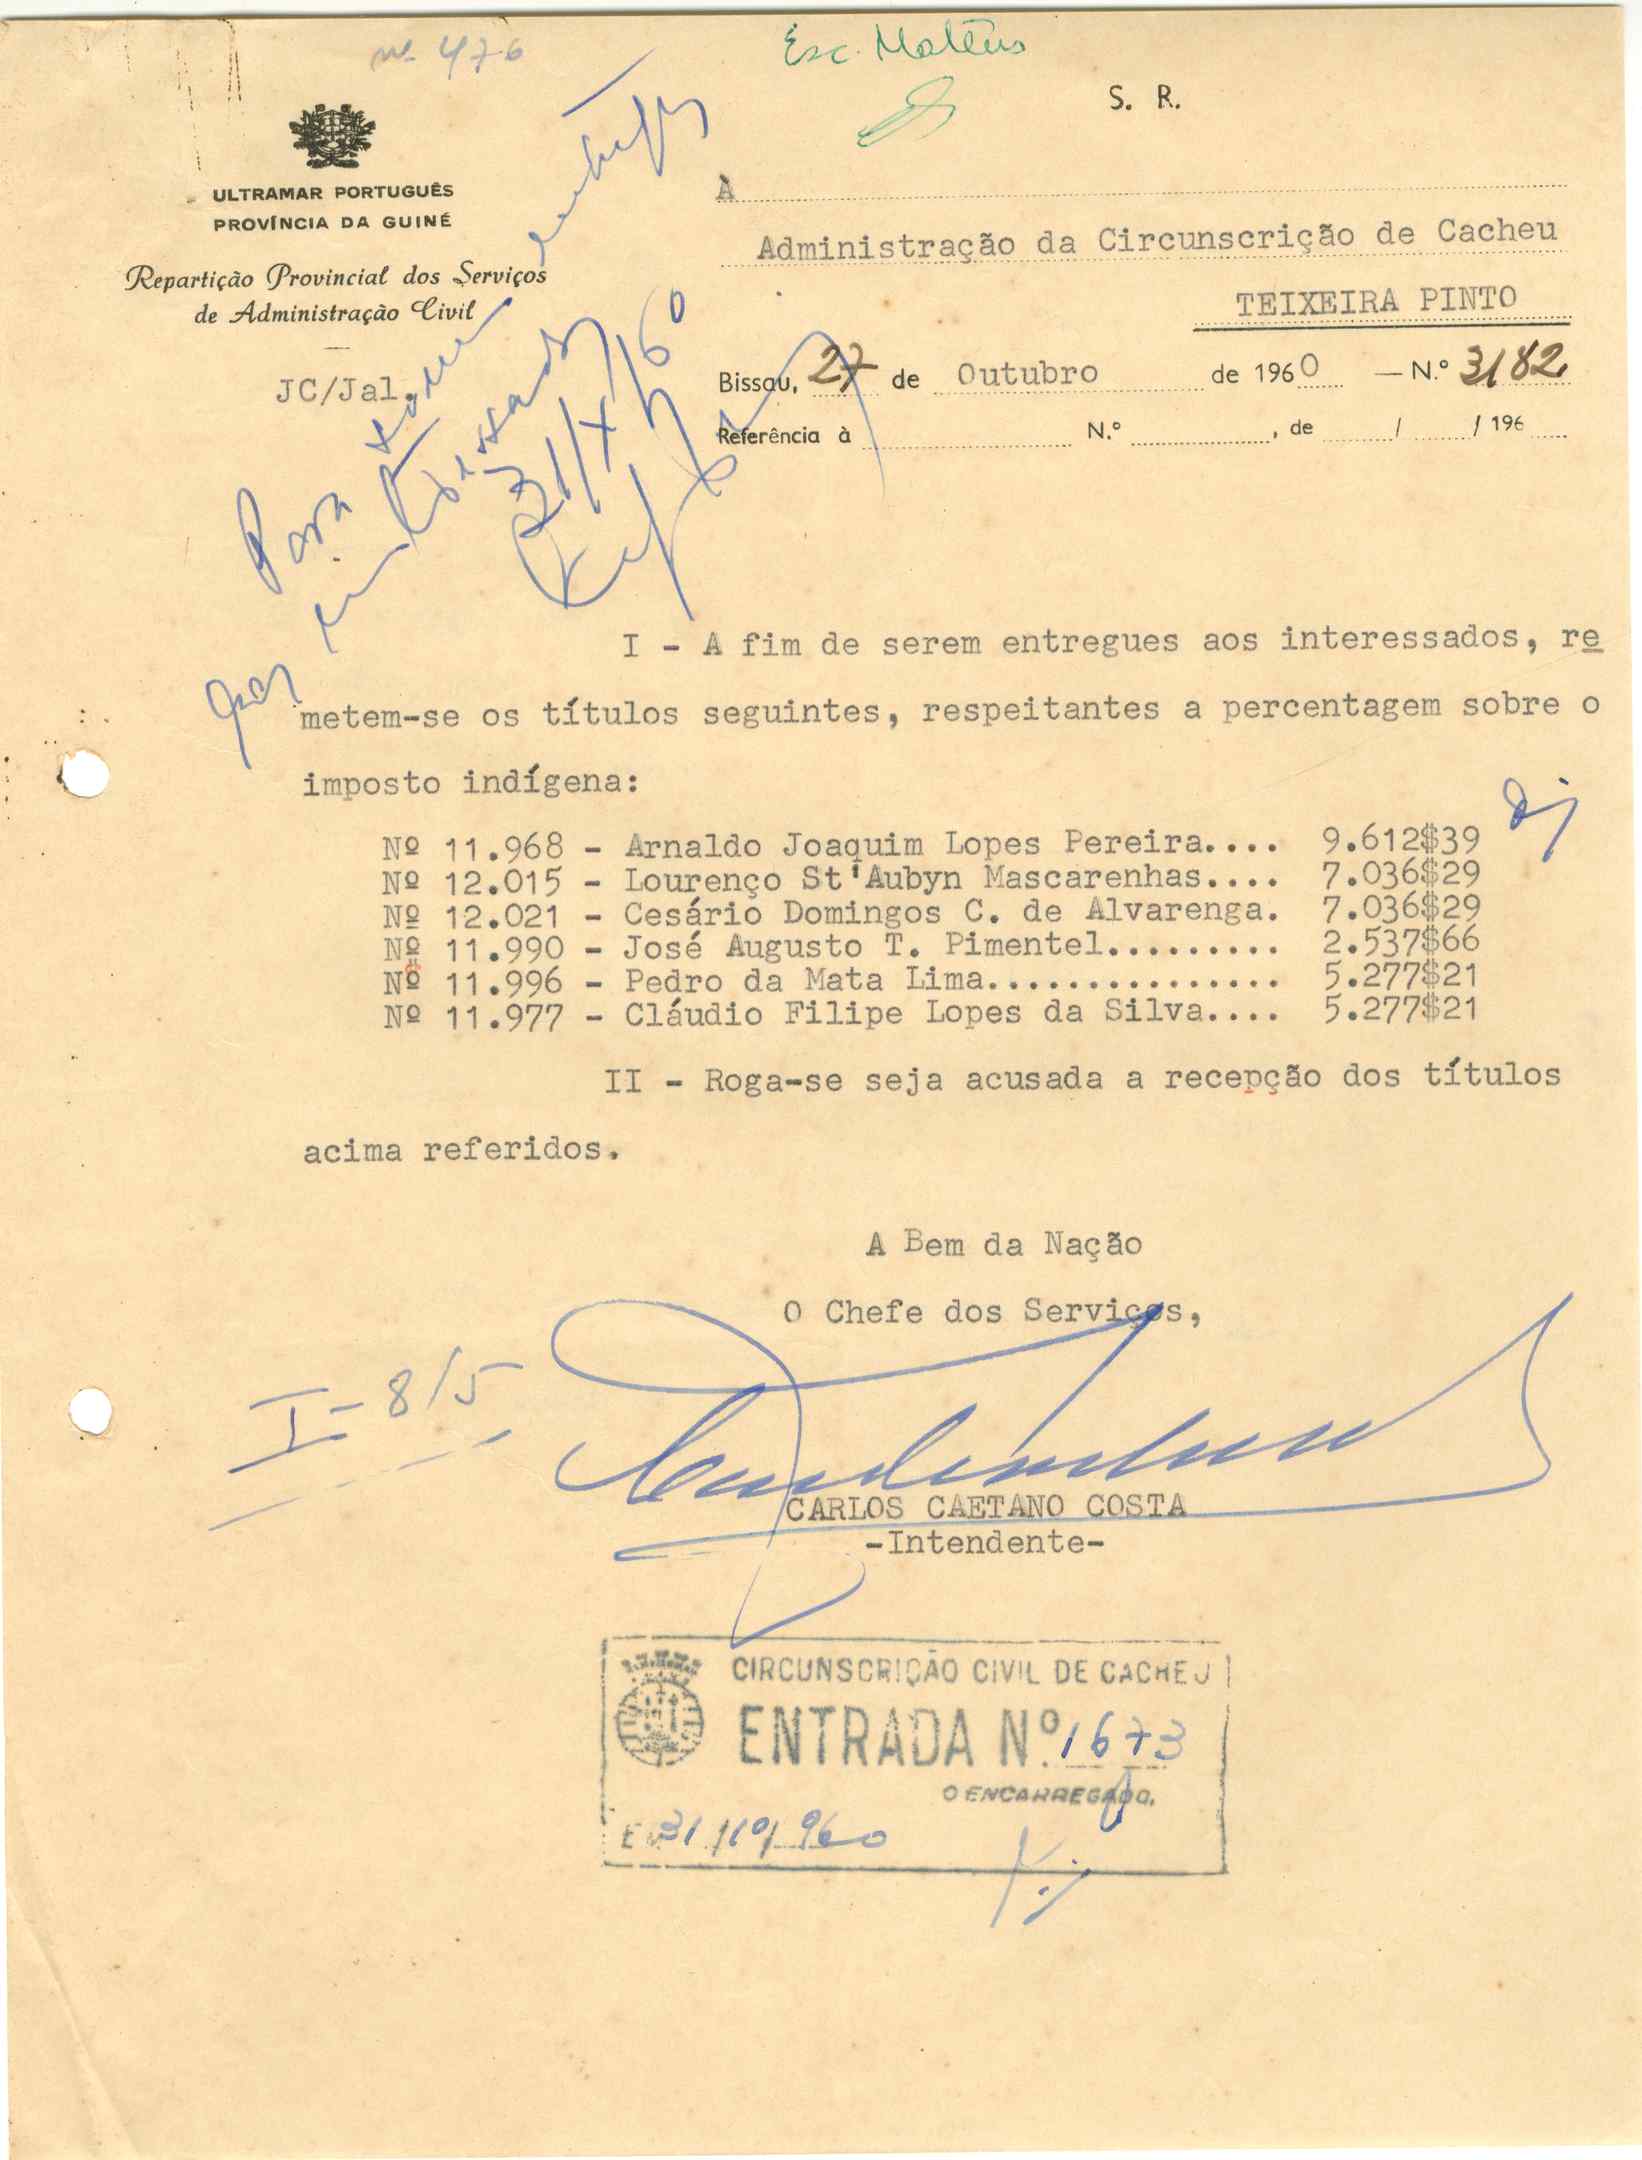 nº 476
Esc. Mateus
S. R.
ULTRAMAR PORTUGUÊS
PROVÍNCIA DA GUINÉ
Repartição Provincial dos Serviços
de Administração Civil
JC/Jal.
À
Administração da Circunscrição de Cacheu
TEIXEIRA PINTO
Bissau, 27 de Outubro de 1960 — N.º 3182
Referência à N.º , de / / 196
Para
31/X/60
I - A fim de serem entregues aos interessados, re
metem-se os títulos seguintes, respeitantes a percentagem sobre o
imposto indígena:
Nº 11.968 - Arnaldo Joaquim Lopes Pereira.... 9.612$39
Nº 12.015 - Lourenço St'Aubyn Mascarenhas.... 7.036$29
Nº 12.021 - Cesário Domingos C. de Alvarenga. 7.036$29
Nº 11.990 - José Augusto T. Pimentel......... 2.537$66
Nº 11.996 - Pedro da Mata Lima............... 5.277$21
Nº 11.977 - Cláudio Filipe Lopes da Silva.... 5.277$21
II - Roga-se seja acusada a recepção dos títulos
acima referidos.
A Bem da Nação
O Chefe dos Serviços,
I - 8/5
CARLOS CAETANO COSTA
-Intendente-
CIRCUNSCRIÇÃO CIVIL DE CACHEU
ENTRADA N.º 1673
O ENCARREGADO,
EM 31/10/960